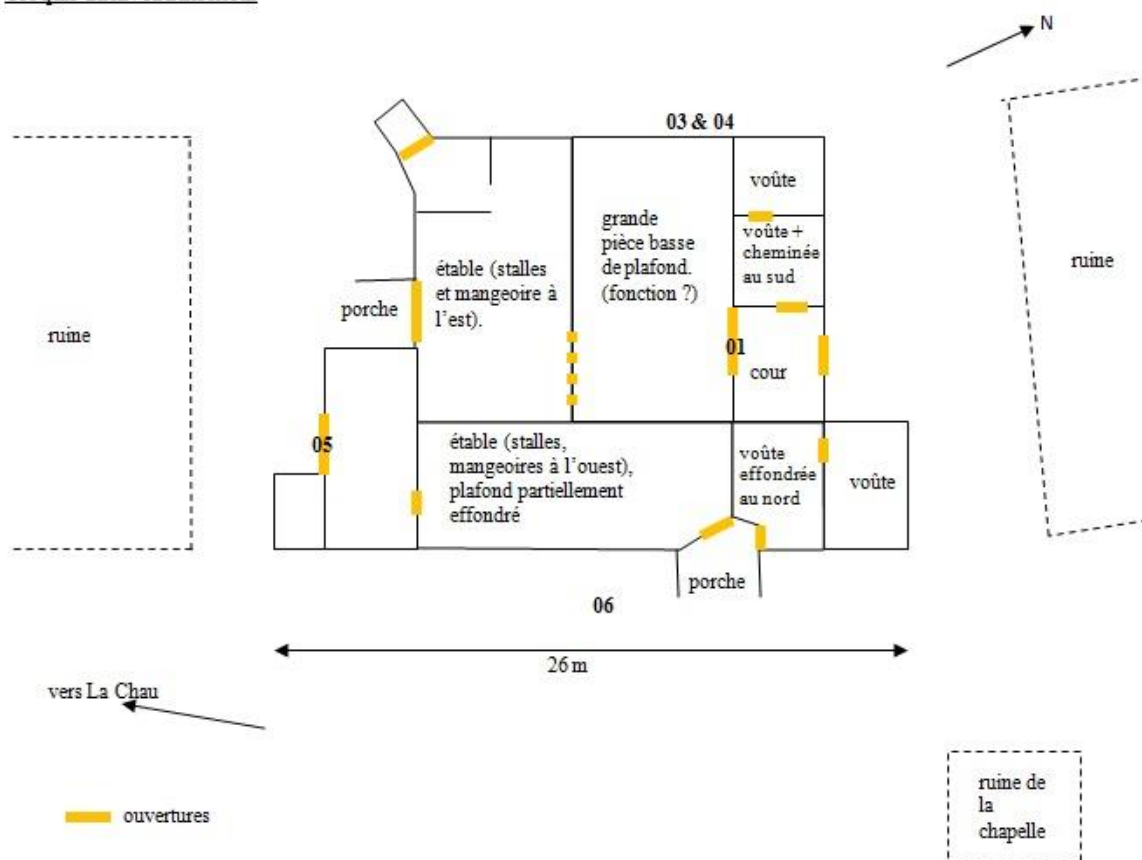 N
03 & 04
voûte
grande
pièce basse
de plafond.
(fonction ?)
voûte +
cheminée
au sud
ruine
étable (stalles
et mangeoire à
l'est).
porche
ruine
01
cour
05
étable (stalles,
mangeoires à l'ouest),
plafond partiellement
effondré
voûte
effondrée
au nord
voûte
porche
06
26 m
vers La Chau
ruine de
la
chapelle
ouvertures